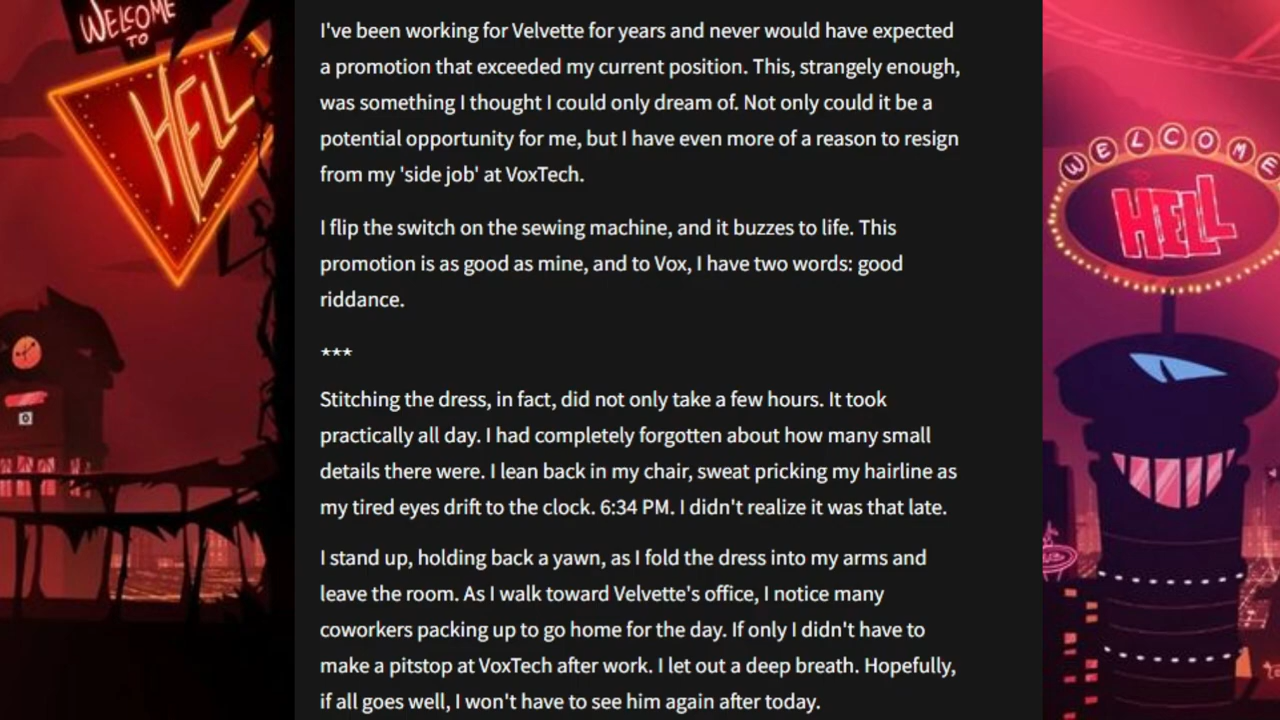 WELCOME
TO
HELL
I've been working for Velvette for years and never would have expected
a promotion that exceeded my current position. This, strangely enough,
was something I thought I could only dream of. Not only could it be a
potential opportunity for me, but I have even more of a reason to resign
from my 'side job' at VoxTech.
I flip the switch on the sewing machine, and it buzzes to life. This
promotion is as good as mine, and to Vox, I have two words: good
riddance.
***
Stitching the dress, in fact, did not only take a few hours. It took
practically all day. I had completely forgotten about how many small
details there were. I lean back in my chair, sweat pricking my hairline as
my tired eyes drift to the clock. 6:34 PM. I didn't realize it was that late.
I stand up, holding back a yawn, as I fold the dress into my arms and
leave the room. As I walk toward Velvette's office, I notice many
coworkers packing up to go home for the day. If only I didn't have to
make a pitstop at VoxTech after work. I let out a deep breath. Hopefully,
if all goes well, I won't have to see him again after today.
WELCOME
HELL